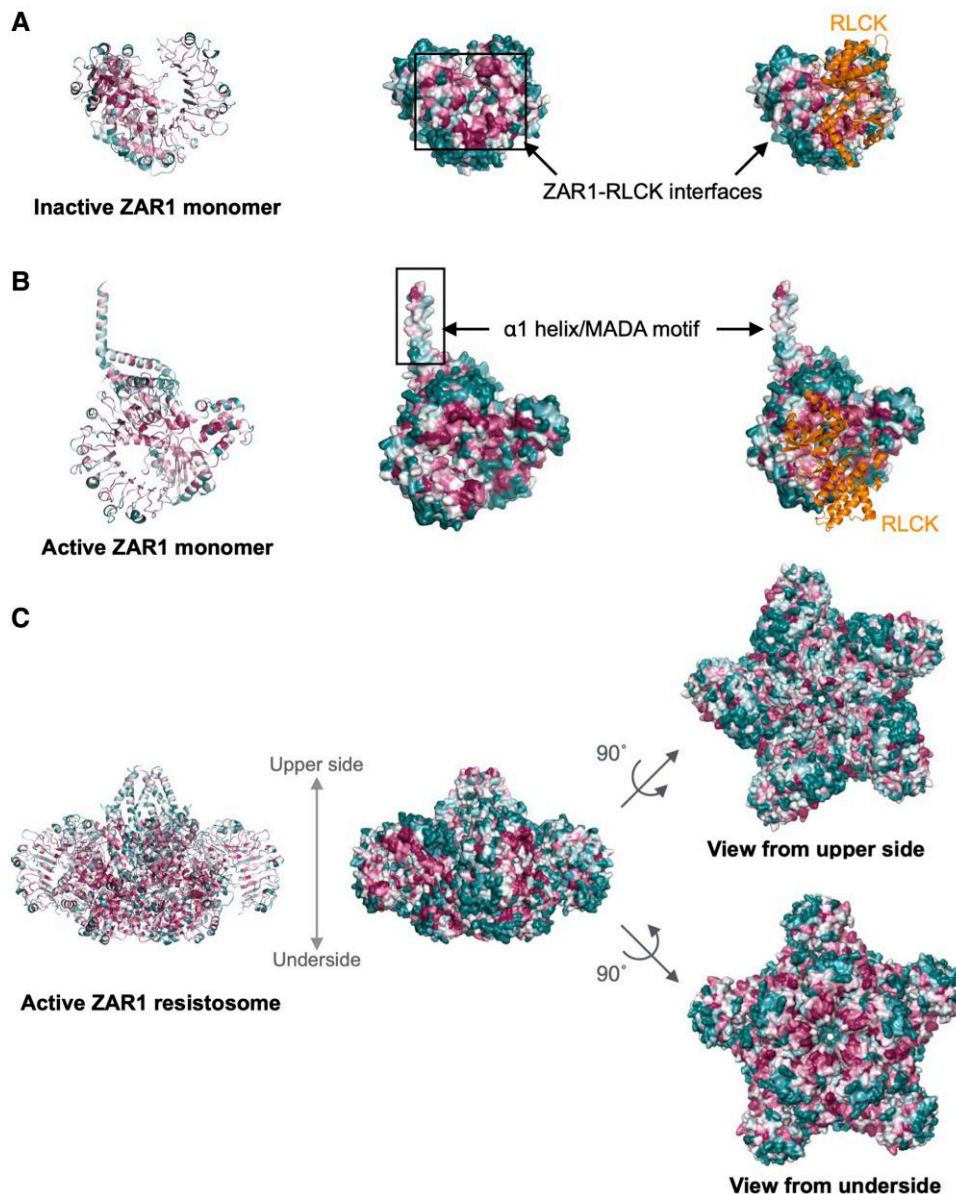 A
RLCK
Inactive ZAR1 monomer
ZAR1-RLCK interfaces
B
α1 helix/MADA motif
Active ZAR1 monomer
RLCK
C
Upper side
Underside
Active ZAR1 resistosome
90˚
View from upper side
90˚
View from underside